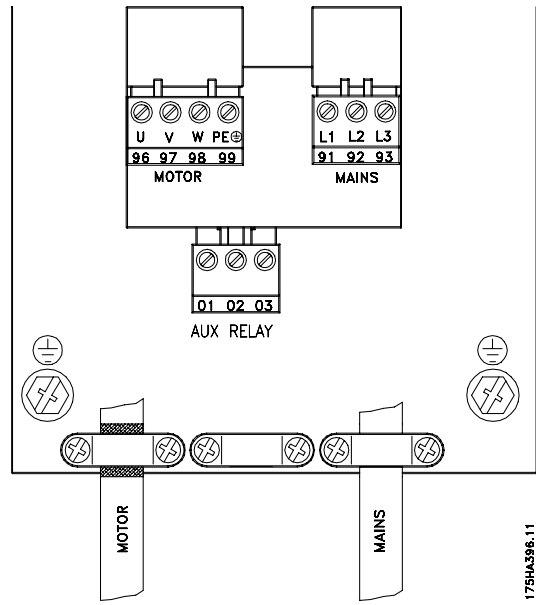 U V W PE
96 97 98 99
MOTOR
L1 L2 L3
91 92 93
MAINS
01 02 03
AUX RELAY
MOTOR
MAINS
175HA396.11